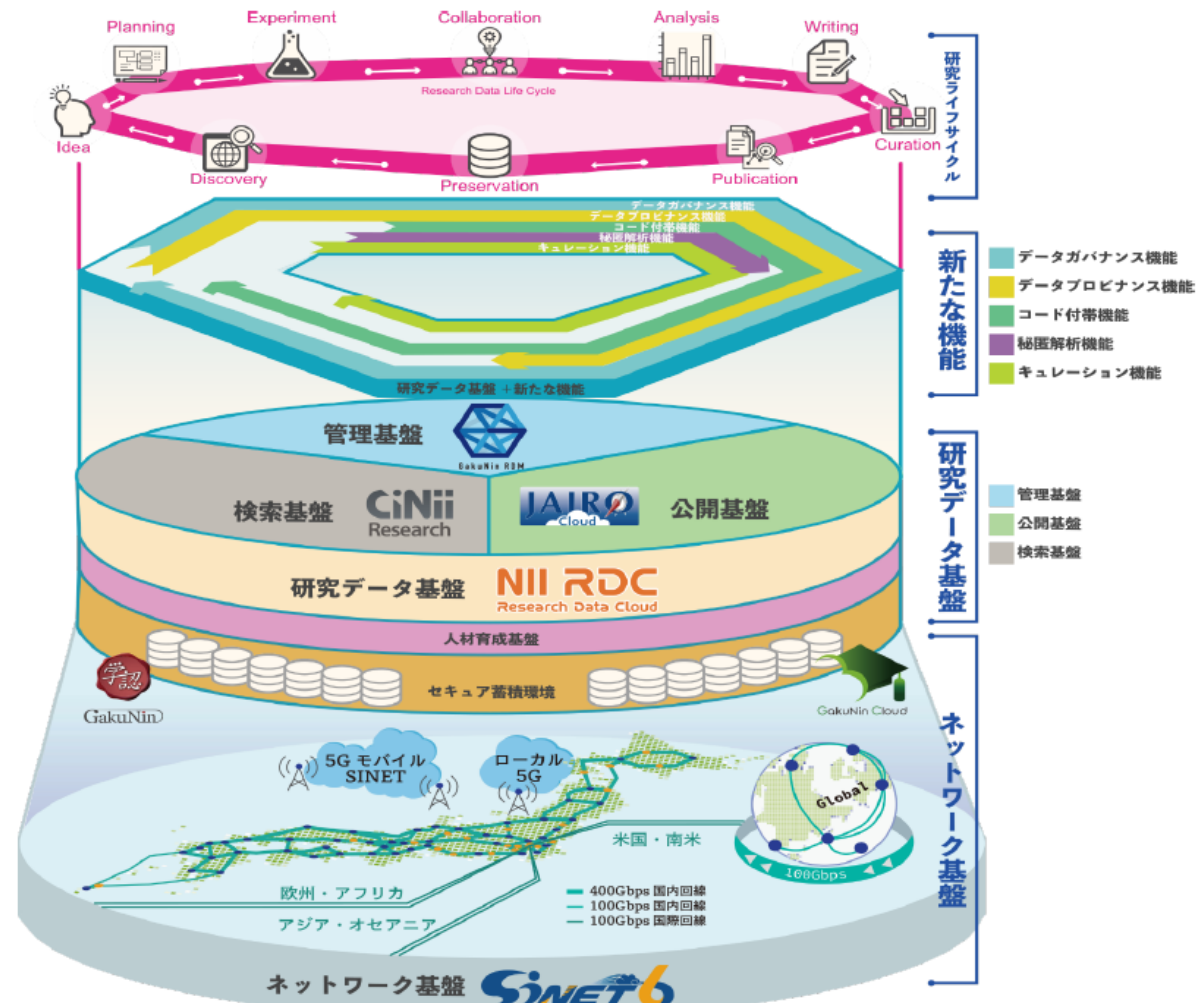 Planning
Experiment
Collaboration
Analysis
Writing
Research Data Life Cycle
Idea
Curation
Discovery
Preservation
Publication
研究ライフサイクル
データガバナンス機能
データプロビナンス機能
コード付帯機能
秘匿解析機能
キュレーション機能
新たな機能
データガバナンス機能
データプロビナンス機能
コード付帯機能
秘匿解析機能
キュレーション機能
研究データ基盤 + 新たな機能
管理基盤
GakuNin RDM
検索基盤
CiNii
Research
JAIRO
Cloud
公開基盤
研究データ基盤
管理基盤
公開基盤
検索基盤
研究データ基盤
NII RDC
Research Data Cloud
人材育成基盤
セキュア蓄積環境
学認
GakuNin
GakuNin Cloud
ネットワーク基盤
5G モバイル
SINET
ローカル
5G
Global
100Gbps
米国・南米
欧州・アフリカ
アジア・オセアニア
400Gbps 国内回線
100Gbps 国内回線
100Gbps 国際回線
ネットワーク基盤
SINET6